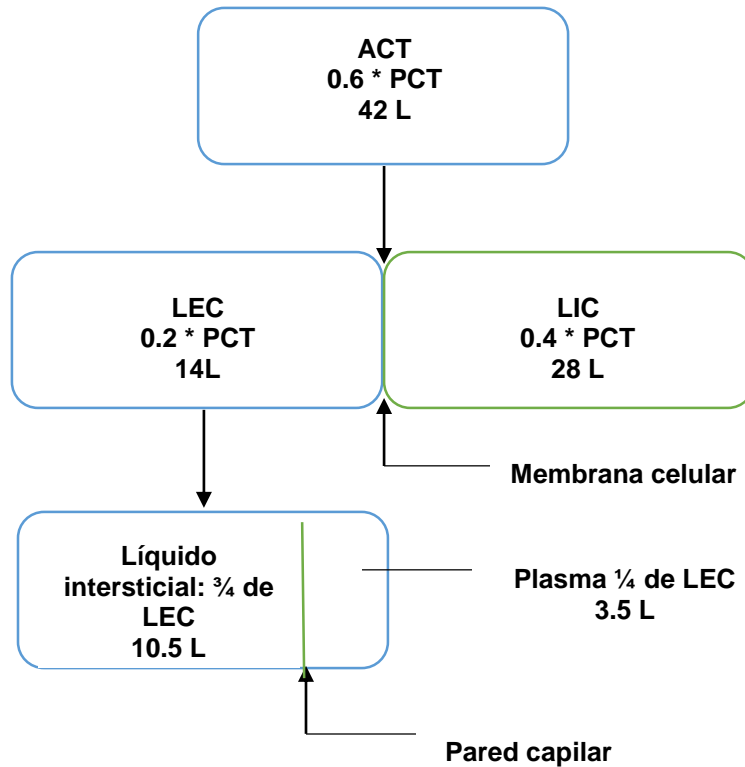 ACT
0.6 * PCT
42 L
LEC
0.2 * PCT
14L
LIC
0.4 * PCT
28 L
Membrana celular
Líquido
intersticial: ¾ de
LEC
10.5 L
Plasma ¼ de LEC
3.5 L
Pared capilar